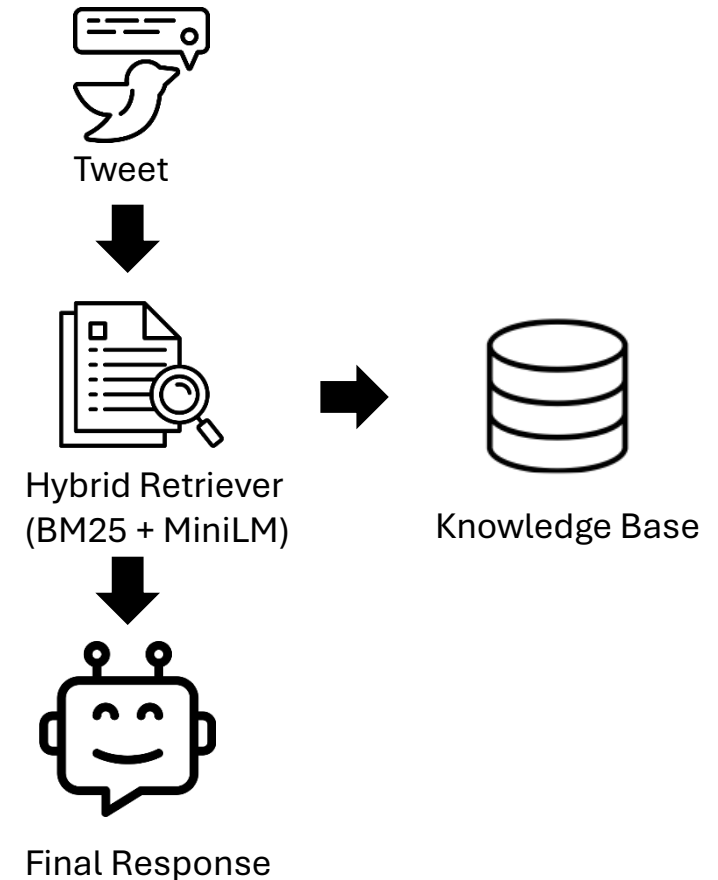 Tweet
Hybrid Retriever
(BM25 + MiniLM)
Knowledge Base
Final Response